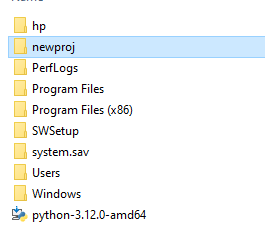 hp
newproj
PerfLogs
Program Files
Program Files (x86)
SWSetup
system.sav
Users
Windows
python-3.12.0-amd64